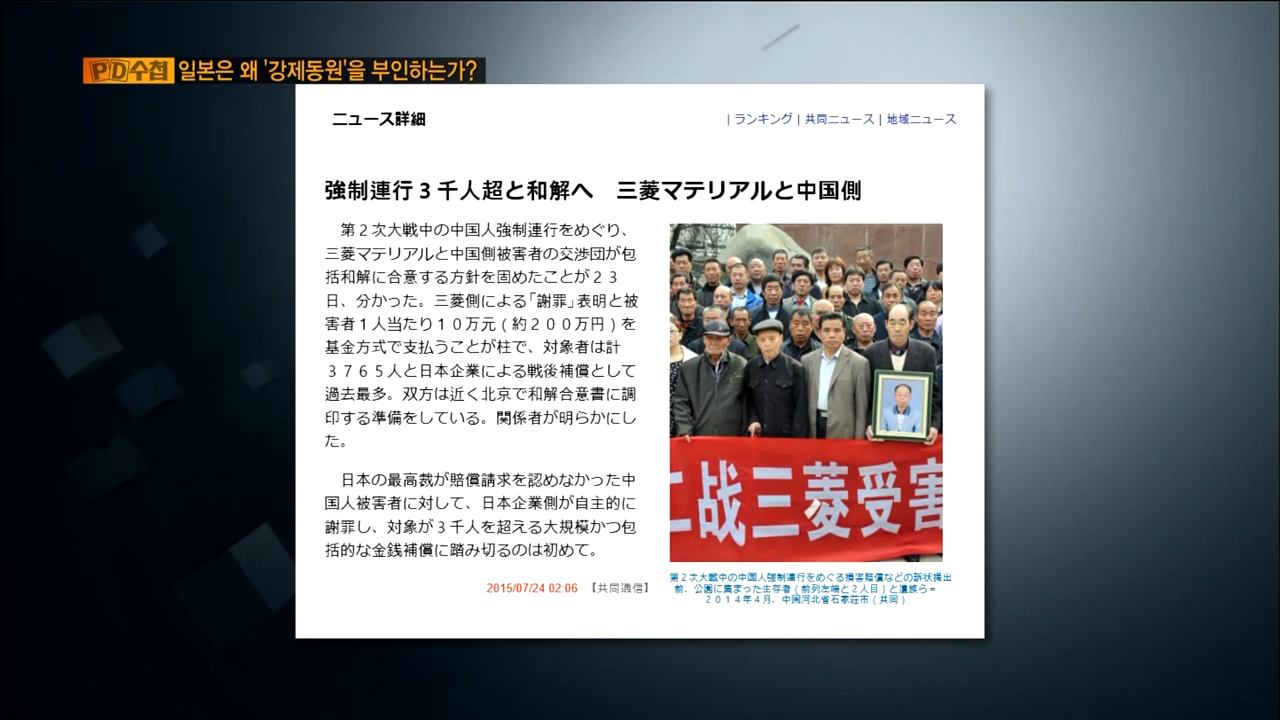 PD수첩 일본은 왜 '강제동원'을 부인하는가?
ニュース詳細
| ランキング | 共同ニュース | 地域ニュース
強制連行３千人超と和解へ　三菱マテリアルと中国側
　第２次大戦中の中国人強制連行をめぐり、
三菱マテリアルと中国側被害者の交渉団が包
括和解に合意する方針を固めたことが２３
日、分かった。三菱側による「謝罪」表明と被
害者１人当たり１０万元（約２００万円）を
基金方式で支払うことが柱で、対象者は計
３７６５人と日本企業による戦後補償として
過去最多。双方は近く北京で和解合意書に調
印する準備をしている。関係者が明らかにし
た。
　日本の最高裁が賠償請求を認めなかった中
国人被害者に対して、日本企業側が自主的に
謝罪し、対象が３千人を超える大規模かつ包
括的な金銭補償に踏み切るのは初めて。
2015/07/24 02:06 【共同通信】
二战三菱受害
第２次大戦中の中国人強制連行をめぐる損害賠償などの訴状提出
前、公園に集まった生存者（前列左端と２人目）と遺族ら＝
２０１４年４月、中国河北省石家荘市（共同）